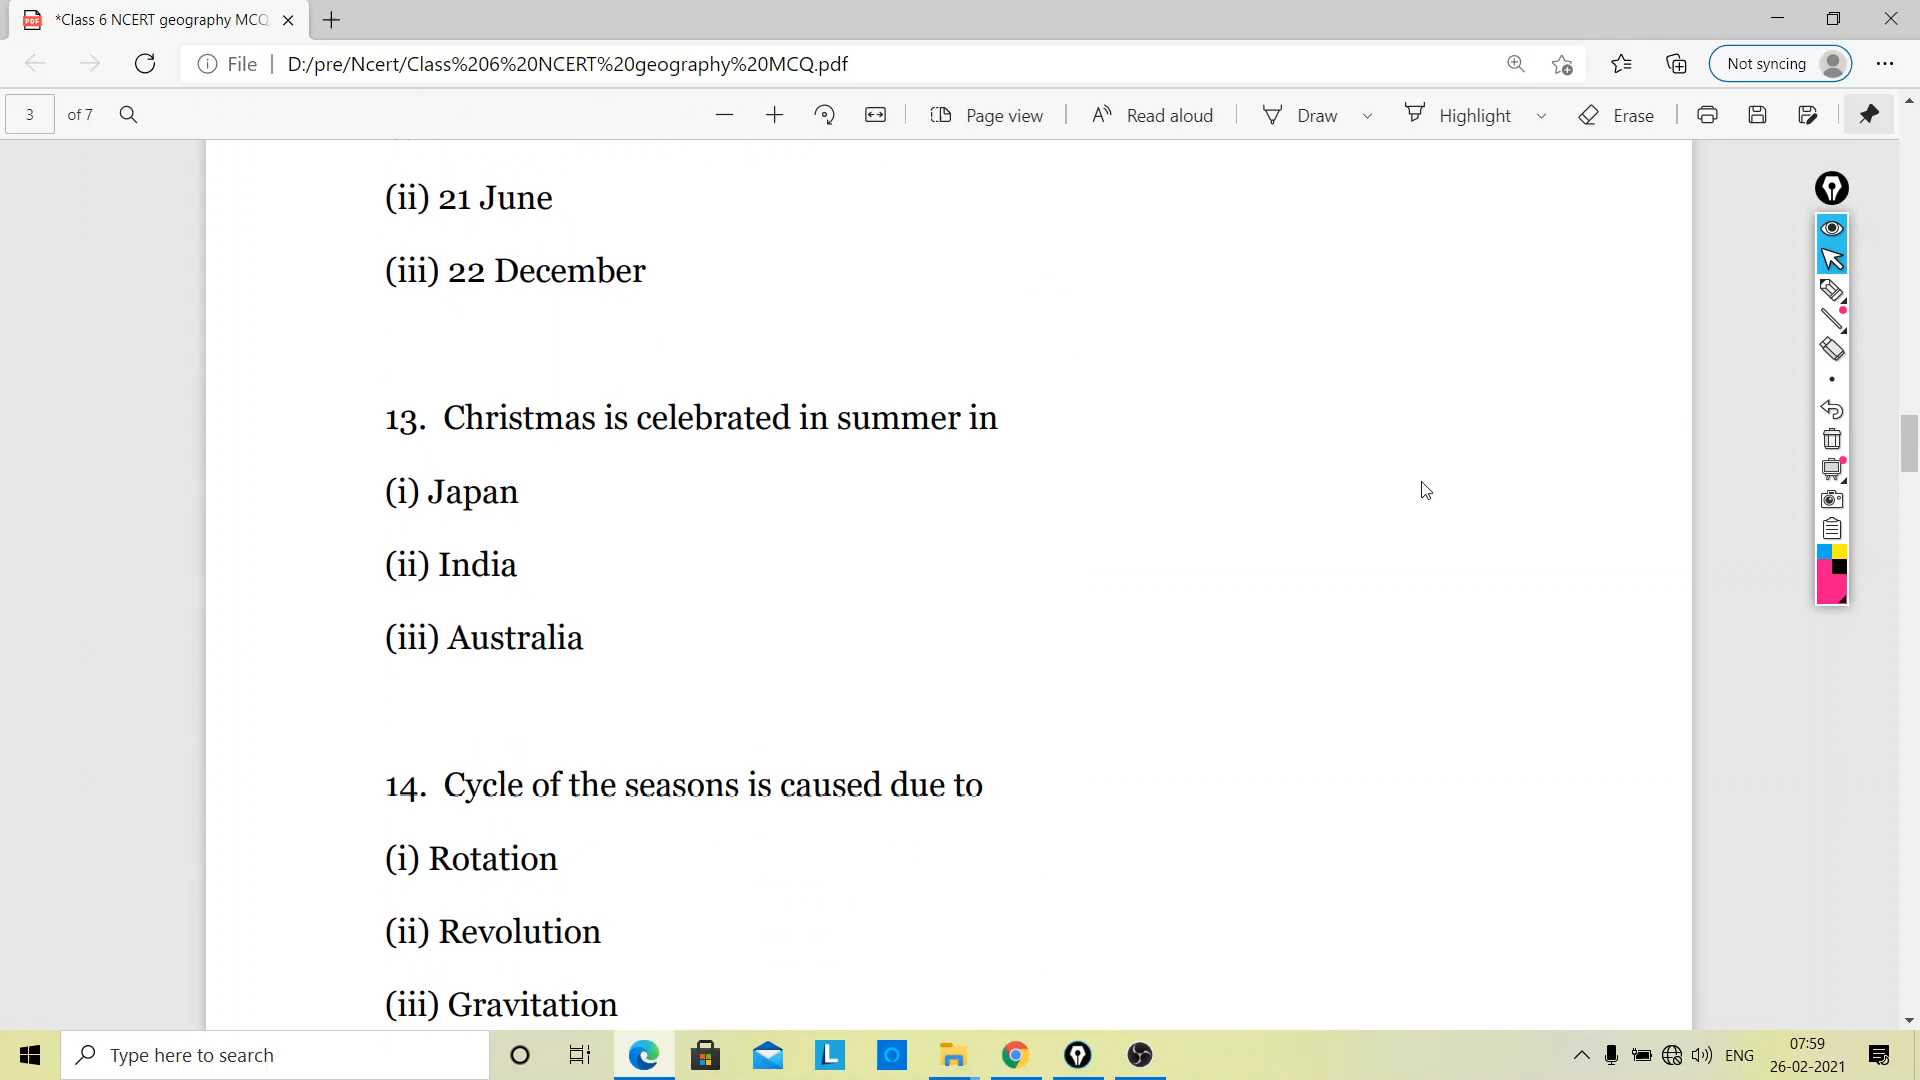 *Class 6 NCERT geography MCQ
File
D:/pre/Ncert/Class%206%20NCERT%20geography%20MCQ.pdf
Not syncing
3 of 7
Page view
Read aloud
Draw
Highlight
Erase
(ii) 21 June
(iii) 22 December
13. Christmas is celebrated in summer in
(i) Japan
(ii) India
(iii) Australia
14. Cycle of the seasons is caused due to
(i) Rotation
(ii) Revolution
(iii) Gravitation
Type here to search
L
ENG
07:59
26-02-2021